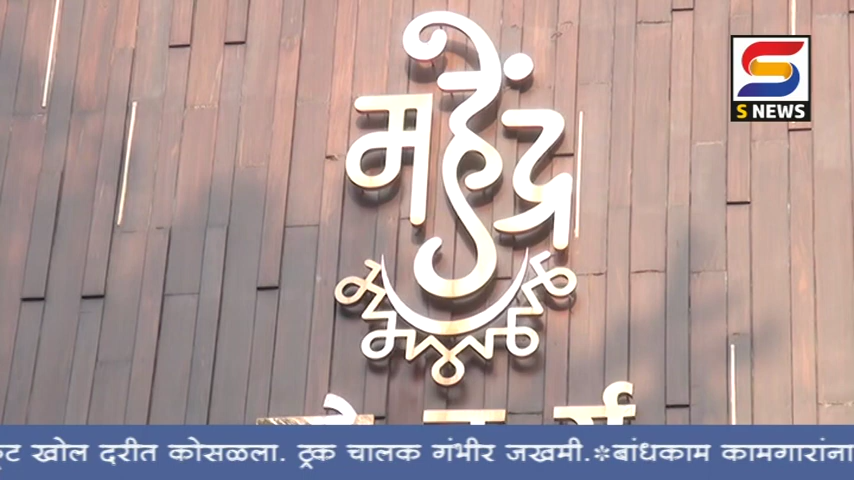 महेंद्र
S NEWS
खोल दरीत कोसळला. ट्रक चालक गंभीर जखमी.*बांधकाम कामगारांना